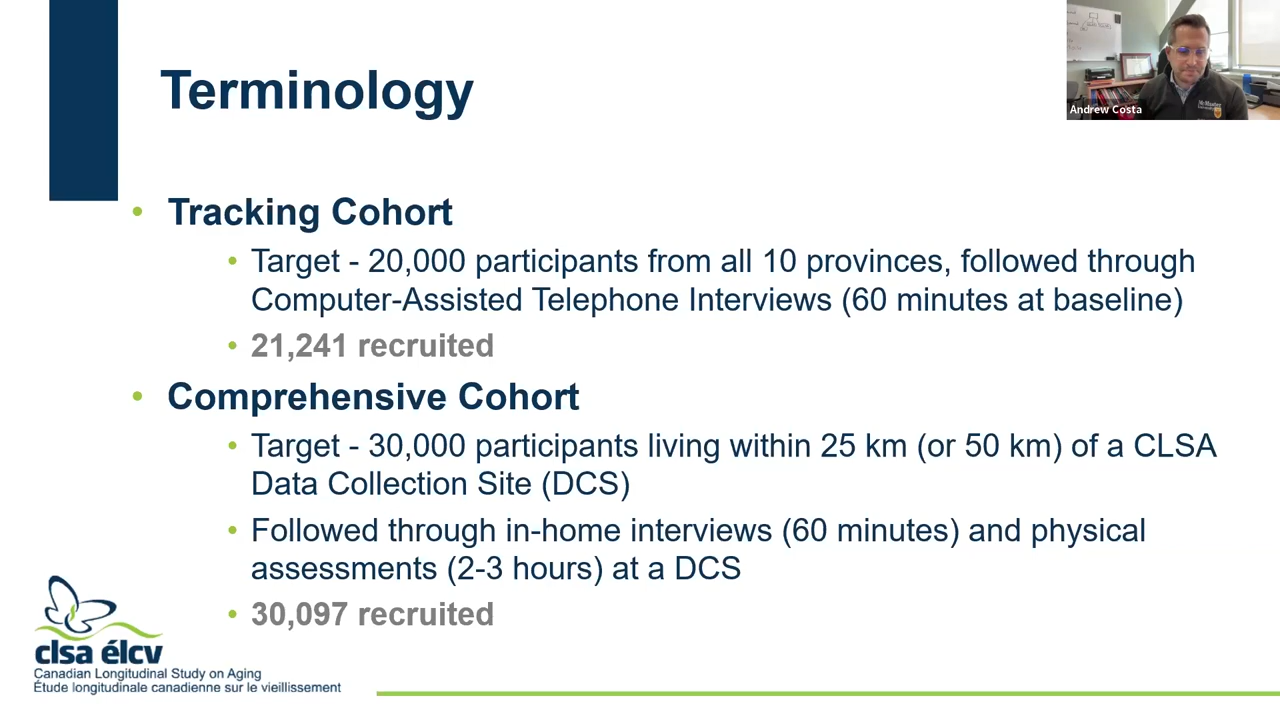 Terminology
Andrew Costa
McMaster
• Tracking Cohort
• Target - 20,000 participants from all 10 provinces, followed through
Computer-Assisted Telephone Interviews (60 minutes at baseline)
• 21,241 recruited
• Comprehensive Cohort
• Target - 30,000 participants living within 25 km (or 50 km) of a CLSA
Data Collection Site (DCS)
• Followed through in-home interviews (60 minutes) and physical
assessments (2-3 hours) at a DCS
• 30,097 recruited
clsa élcv
Canadian Longitudinal Study on Aging
Étude longitudinale canadienne sur le vieillissement